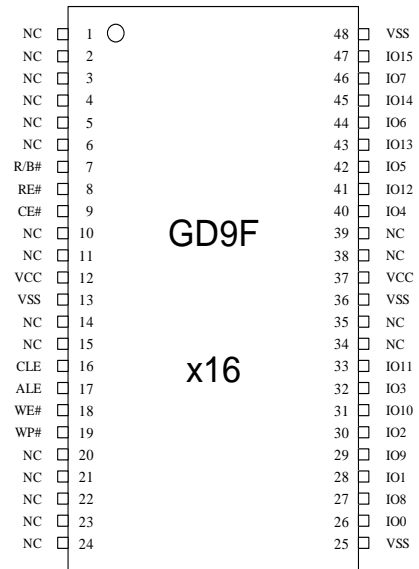 NC 1 48 VSS
NC 2 47 IO15
NC 3 46 IO7
NC 4 45 IO14
NC 5 44 IO6
NC 6 43 IO13
R/B# 7 42 IO5
RE# 8 41 IO12
CE# 9 40 IO4
NC 10 39 NC
GD9F
NC 11 38 NC
VCC 12 37 VCC
VSS 13 36 VSS
NC 14 35 NC
NC 15 34 NC
CLE 16 33 IO11
x16
ALE 17 32 IO3
WE# 18 31 IO10
WP# 19 30 IO2
NC 20 29 IO9
NC 21 28 IO1
NC 22 27 IO8
NC 23 26 IO0
NC 24 25 VSS